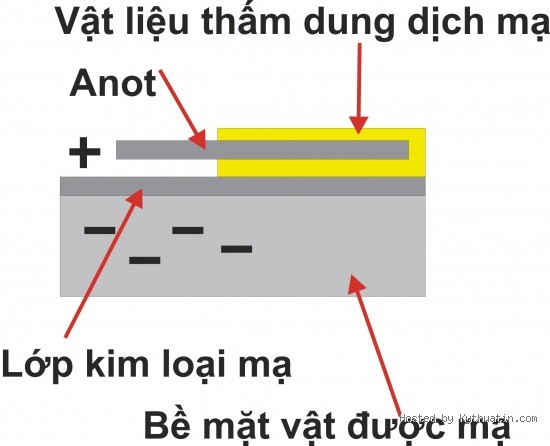 Vật liệu thấm dung dịch mạ
Anot
+
Lớp kim loại mạ
Bề mặt vật được mạ
Hosted by Kythuatin.com